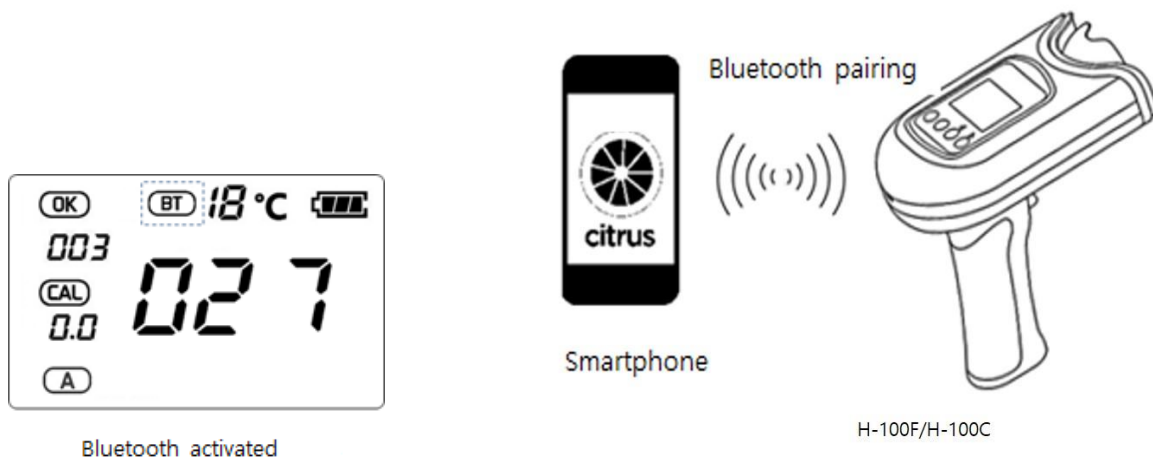 OK
BT 18 °C
003
CAL
0.0
027
A
Bluetooth activated
citrus
Smartphone
Bluetooth pairing
H-100F/H-100C